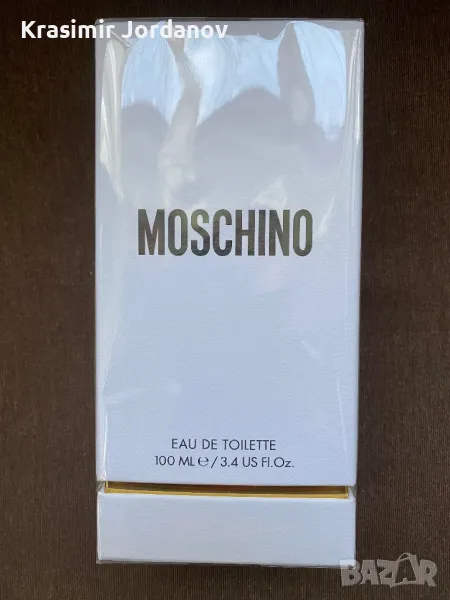 Krasimir Jordanov
MOSCHINO
EAU DE TOILETTE
100 ML ℮ / 3.4 US Fl.Oz.
BAZAR